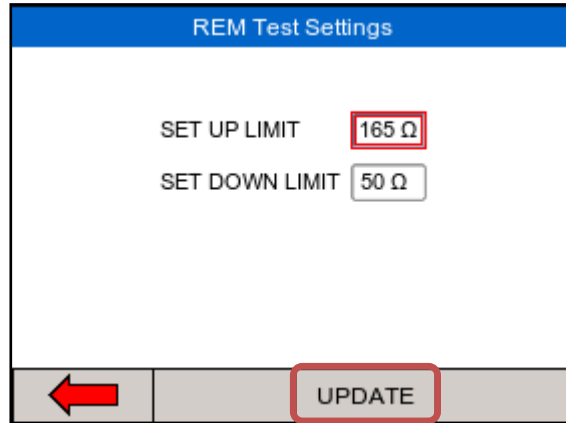 REM Test Settings
SET UP LIMIT 165 Ω
SET DOWN LIMIT 50 Ω
UPDATE